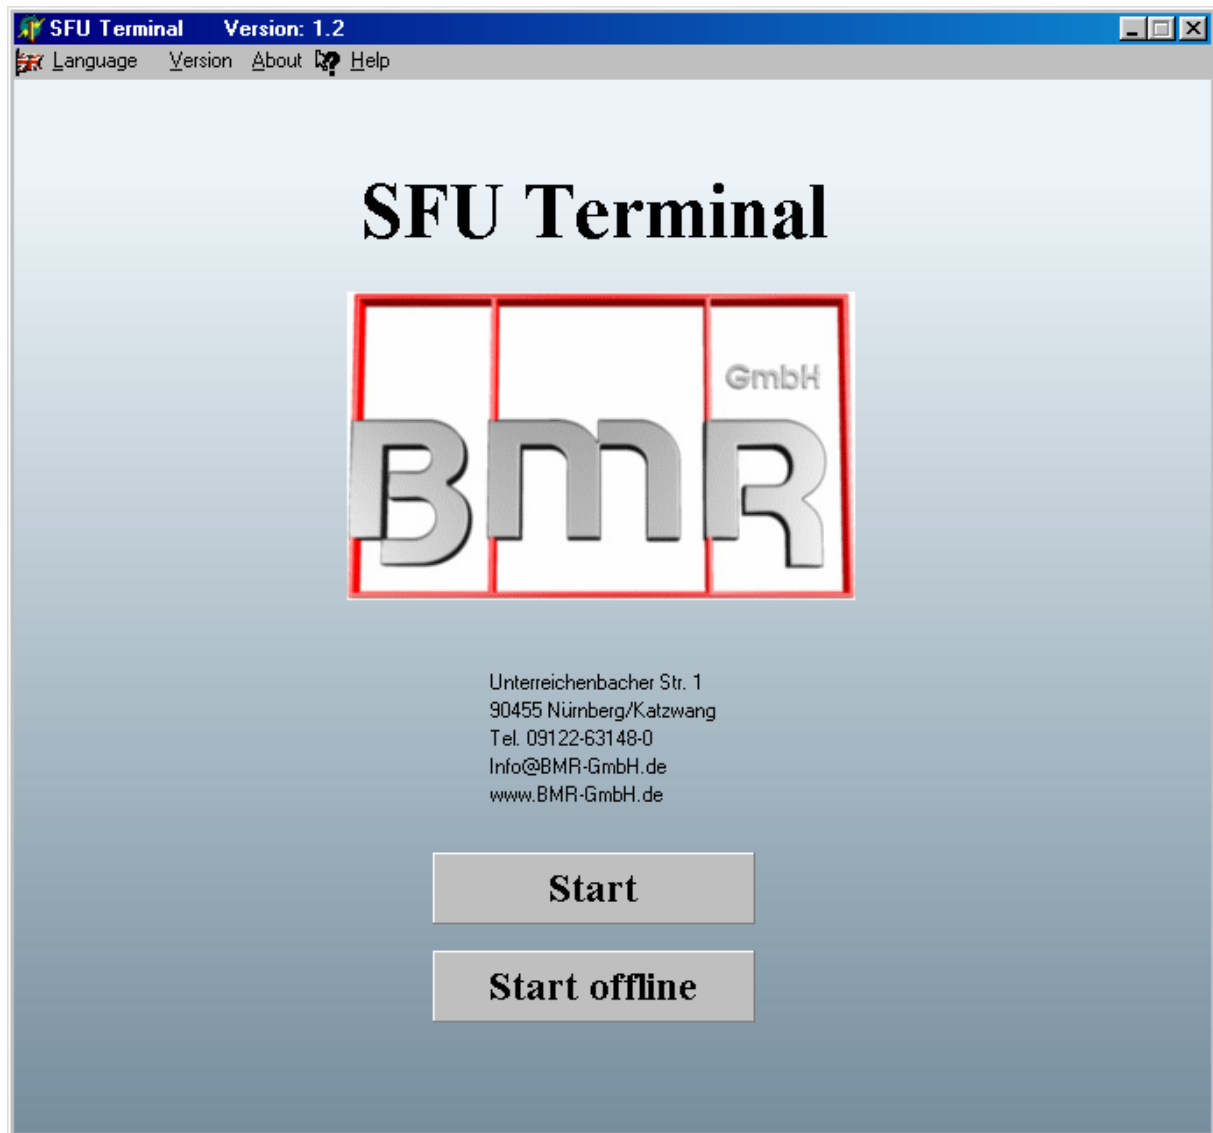 SFU Terminal Version: 1.2
Language Version About Help
SFU Terminal
GmbH
BmR
Unterreichenbacher Str. 1
90455 Nürnberg/Katzwang
Tel. 09122-63148-0
Info@BMR-GmbH.de
www.BMR-GmbH.de
Start
Start offline